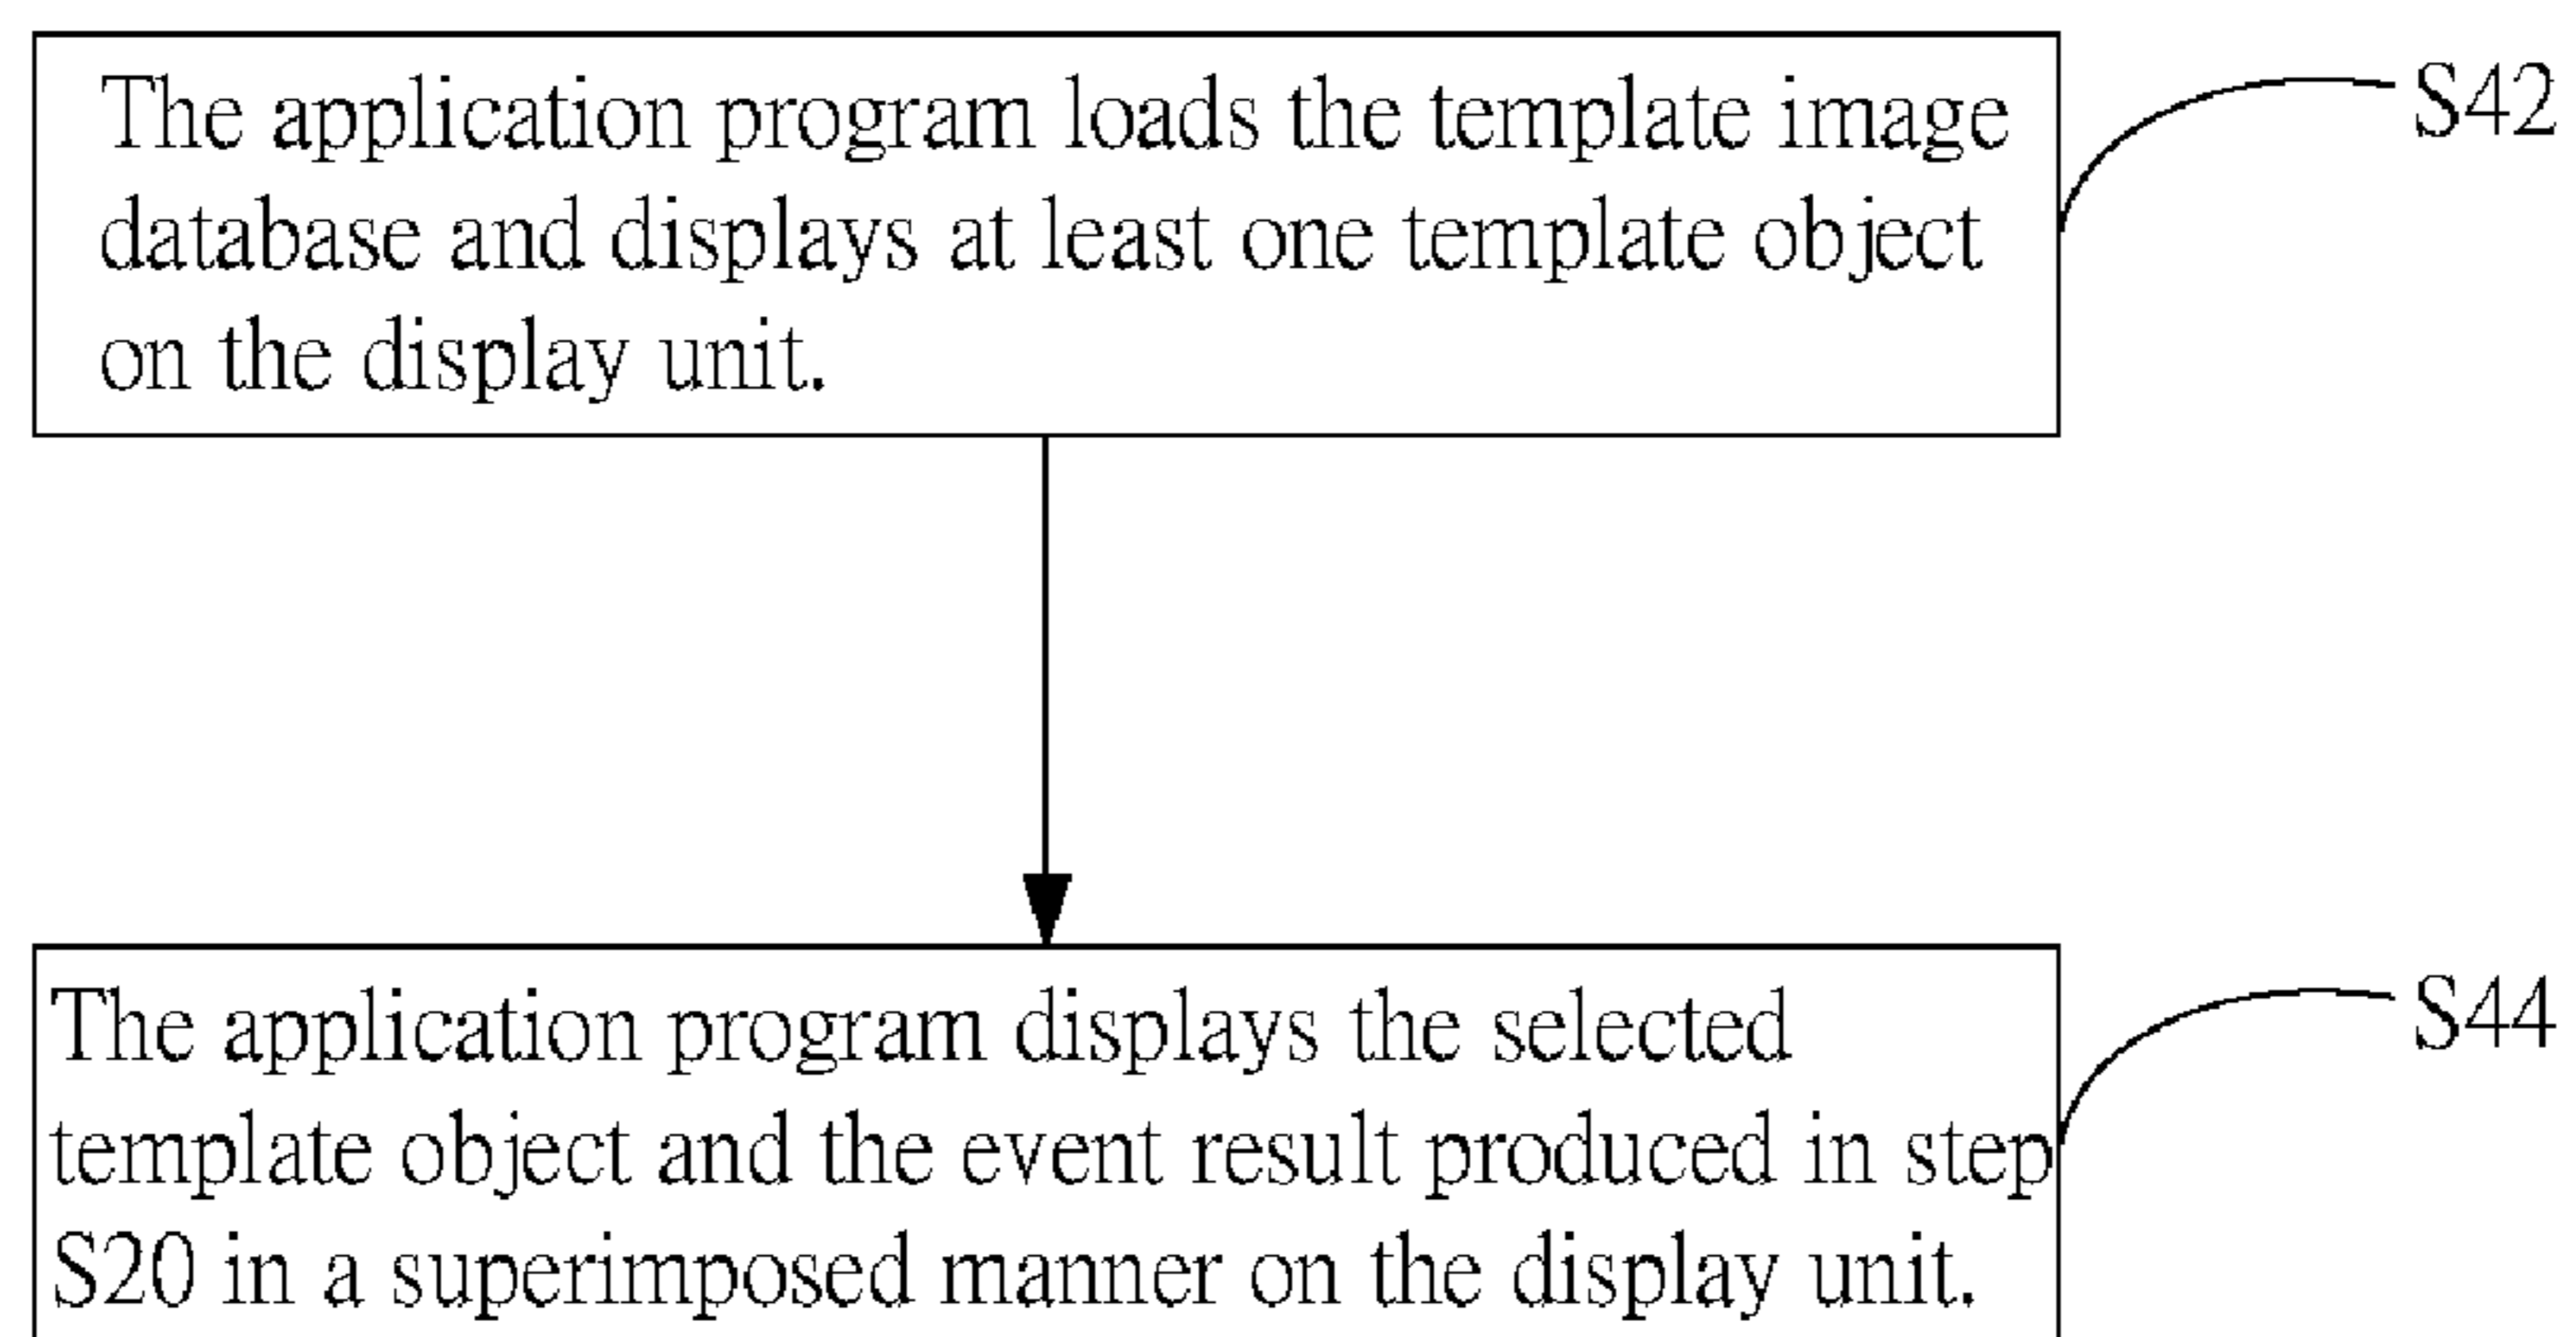 The application program loads the template image
database and displays at least one template object
on the display unit.
S42
The application program displays the selected
template object and the event result produced in step
S20 in a superimposed manner on the display unit.
S44